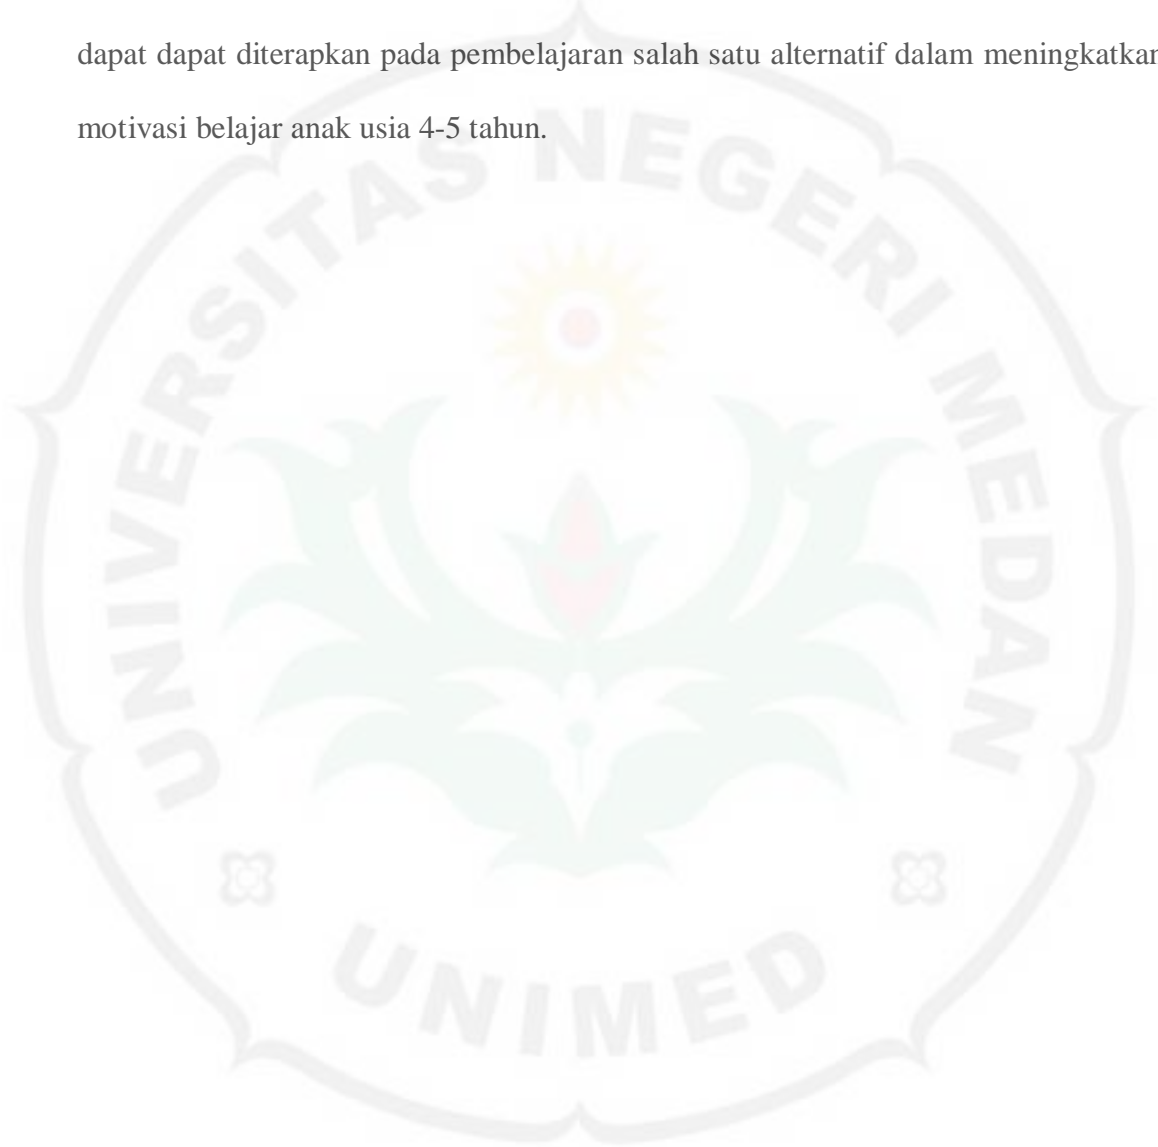 dapat dapat diterapkan pada pembelajaran salah satu alternatif dalam meningkatkan
motivasi belajar anak usia 4-5 tahun.
UNIVERSITAS NEGERI MEDAN
UNIMED